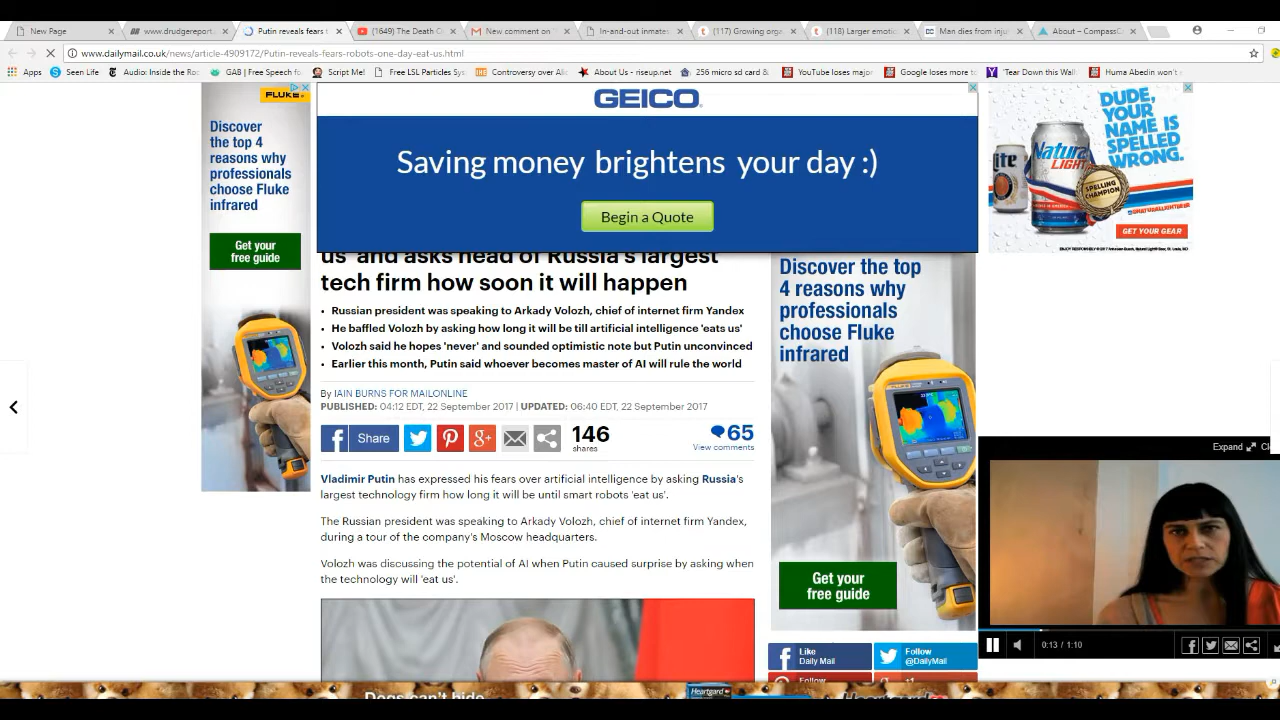 New Page
www.drudgereport
Putin reveals fears
(1649) The Death C
New comment on
In-and-out inmates
(117) Growing orga
(118) Larger emotio
Man dies from injur
About – CompassC
www.dailymail.co.uk/news/article-4909172/Putin-reveals-fears-robots-one-day-eat-us.html
Apps
Seen Life
Audio: Inside the Ro
GAB | Free Speech fo
Script Me!
Free LSL Particles Sys
Controversy over Ali
About Us - riseup.net
256 micro sd card &
YouTube loses major
Google loses more to
'Tear Down this Wall
Huma Abedin won't
FLUKE
Discover
the top 4
reasons why
professionals
choose Fluke
infrared
Get your
free guide
GEICO
Saving money brightens your day :)
Begin a Quote
DUDE,
YOUR
NAME IS
SPELLED
WRONG.
Lite
Natural
LIGHT
SPELLING
CHAMPION
GET YOUR GEAR
us' and asks head of Russia's largest
tech firm how soon it will happen
• Russian president was speaking to Arkady Volozh, chief of internet firm Yandex
• He baffled Volozh by asking how long it will be till artificial intelligence 'eats us'
• Volozh said he hopes 'never' and sounded optimistic note but Putin unconvinced
• Earlier this month, Putin said whoever becomes master of AI will rule the world
By IAIN BURNS FOR MAILONLINE
PUBLISHED: 04:12 EDT, 22 September 2017 | UPDATED: 06:40 EDT, 22 September 2017
Share
146
shares
65
View comments
Vladimir Putin has expressed his fears over artificial intelligence by asking Russia's
largest technology firm how long it will be until smart robots 'eat us'.
The Russian president was speaking to Arkady Volozh, chief of internet firm Yandex,
during a tour of the company's Moscow headquarters.
Volozh was discussing the potential of AI when Putin caused surprise by asking when
the technology will 'eat us'.
Discover the top
4 reasons why
professionals
choose Fluke
infrared
Get your
free guide
Like
Daily Mail
Follow
@DailyMail
Follow
+1
Expand
0:13 / 1:10
Dogs can't hide
Heartgard